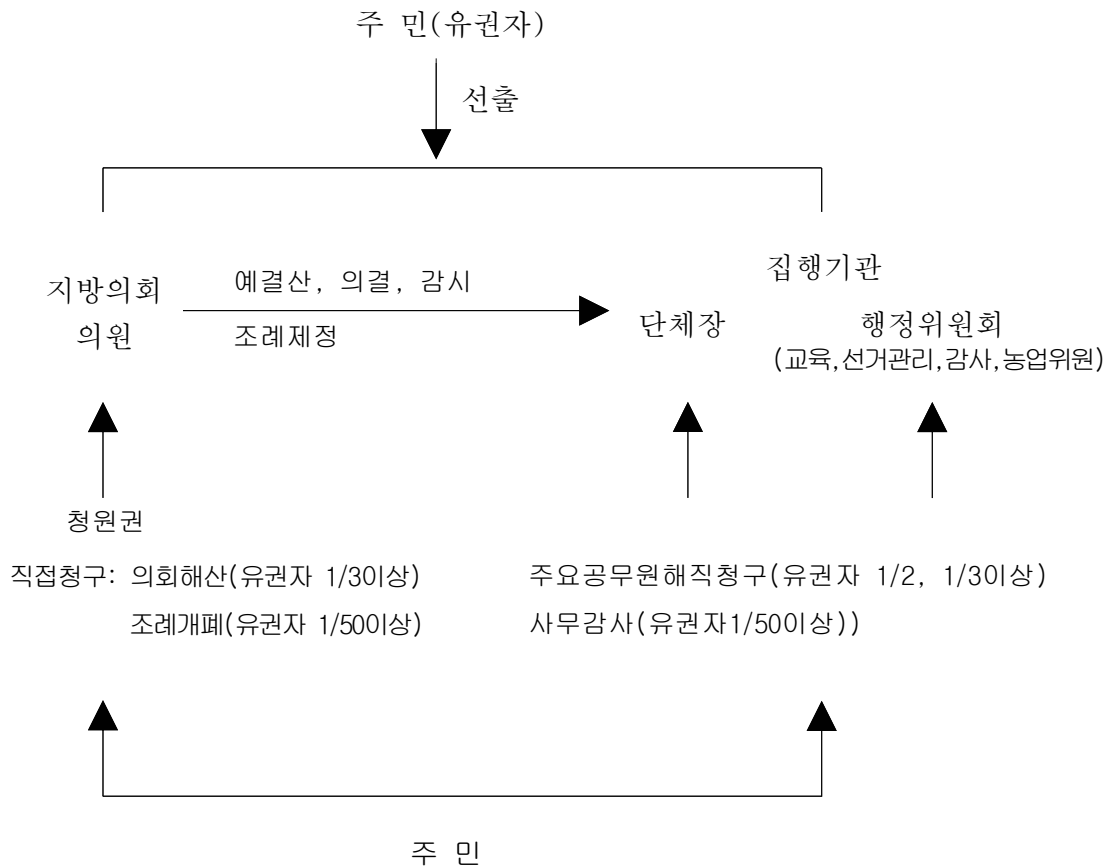 주 민(유권자)
선출
집행기관
지방의회
의원
예결산, 의결, 감시
조례제정
단체장
행정위원회
(교육,선거관리,감사,농업위원)
청원권
직접청구: 의회해산(유권자 1/3이상)
조례개폐(유권자 1/50이상)
주요공무원해직청구(유권자 1/2, 1/3이상)
사무감사(유권자1/50이상))
주 민